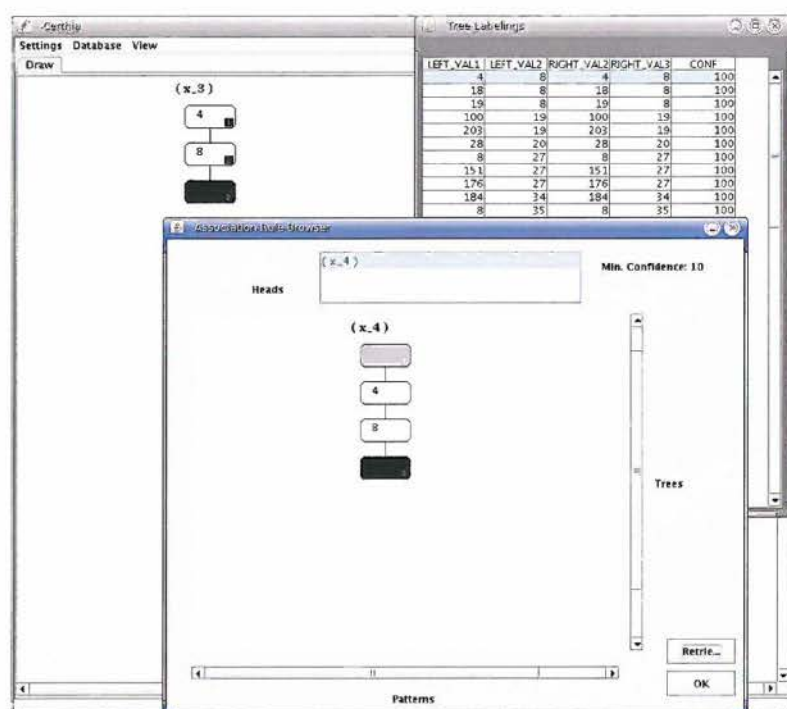 Certhia
Settings Database View
Draw
(x_3)
4
8
Tree Labelings
LEFT_VAL1 LEFT_VAL2 RIGHT_VAL2 RIGHT_VAL3 CONF
4 8 4 8 100
18 8 18 8 100
19 8 19 8 100
100 19 100 19 100
203 19 203 19 100
28 20 28 20 100
8 27 8 27 100
151 27 151 27 100
176 27 176 27 100
184 34 184 34 100
8 35 8 35 100
Association Rule Browser
(x_4)
Heads
Min. Confidence: 10
(x_4)
4
8
Trees
Patterns
Retrie...
OK